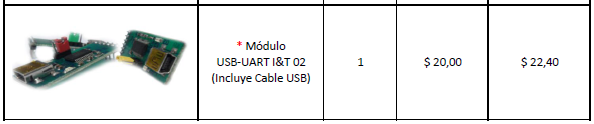 * Módulo
USB-UART I&T 02
(Incluye Cable USB)
1
$ 20,00
$ 22,40